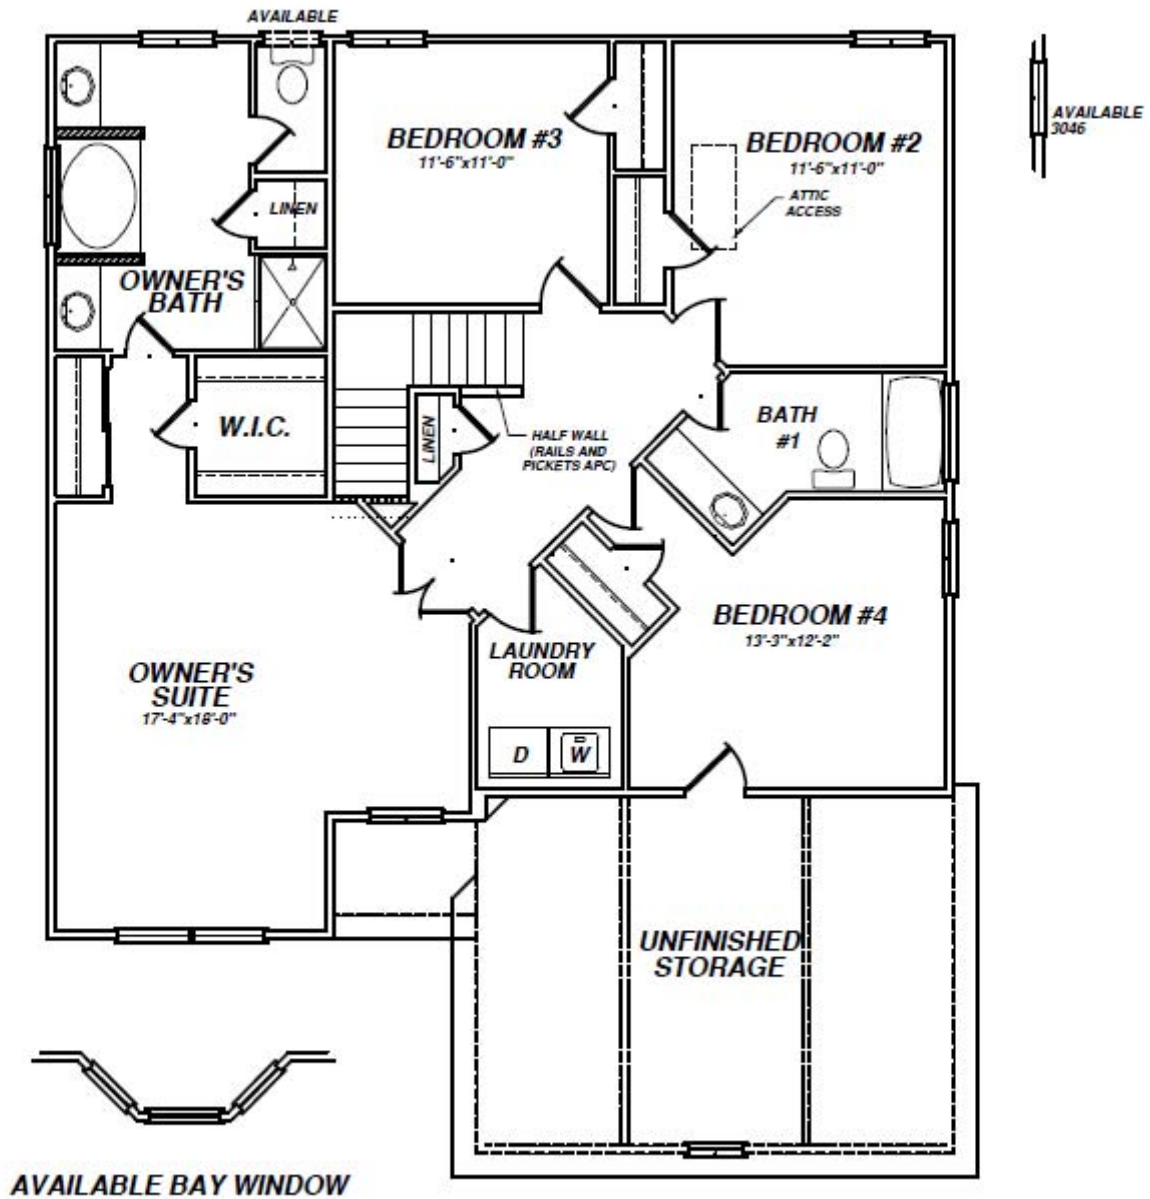 AVAILABLE
AVAILABLE
3046
BEDROOM #3
11'-6"x11'-0"
BEDROOM #2
11'-6"x11'-0"
ATTIC
ACCESS
LINEN
OWNER'S
BATH
W.I.C.
LINEN
HALF WALL
(RAILS AND
PICKETS APC)
BATH
#1
BEDROOM #4
13'-3"x12'-2"
LAUNDRY
ROOM
D
W
OWNER'S
SUITE
17'-4"x18'-0"
UNFINISHED
STORAGE
AVAILABLE BAY WINDOW